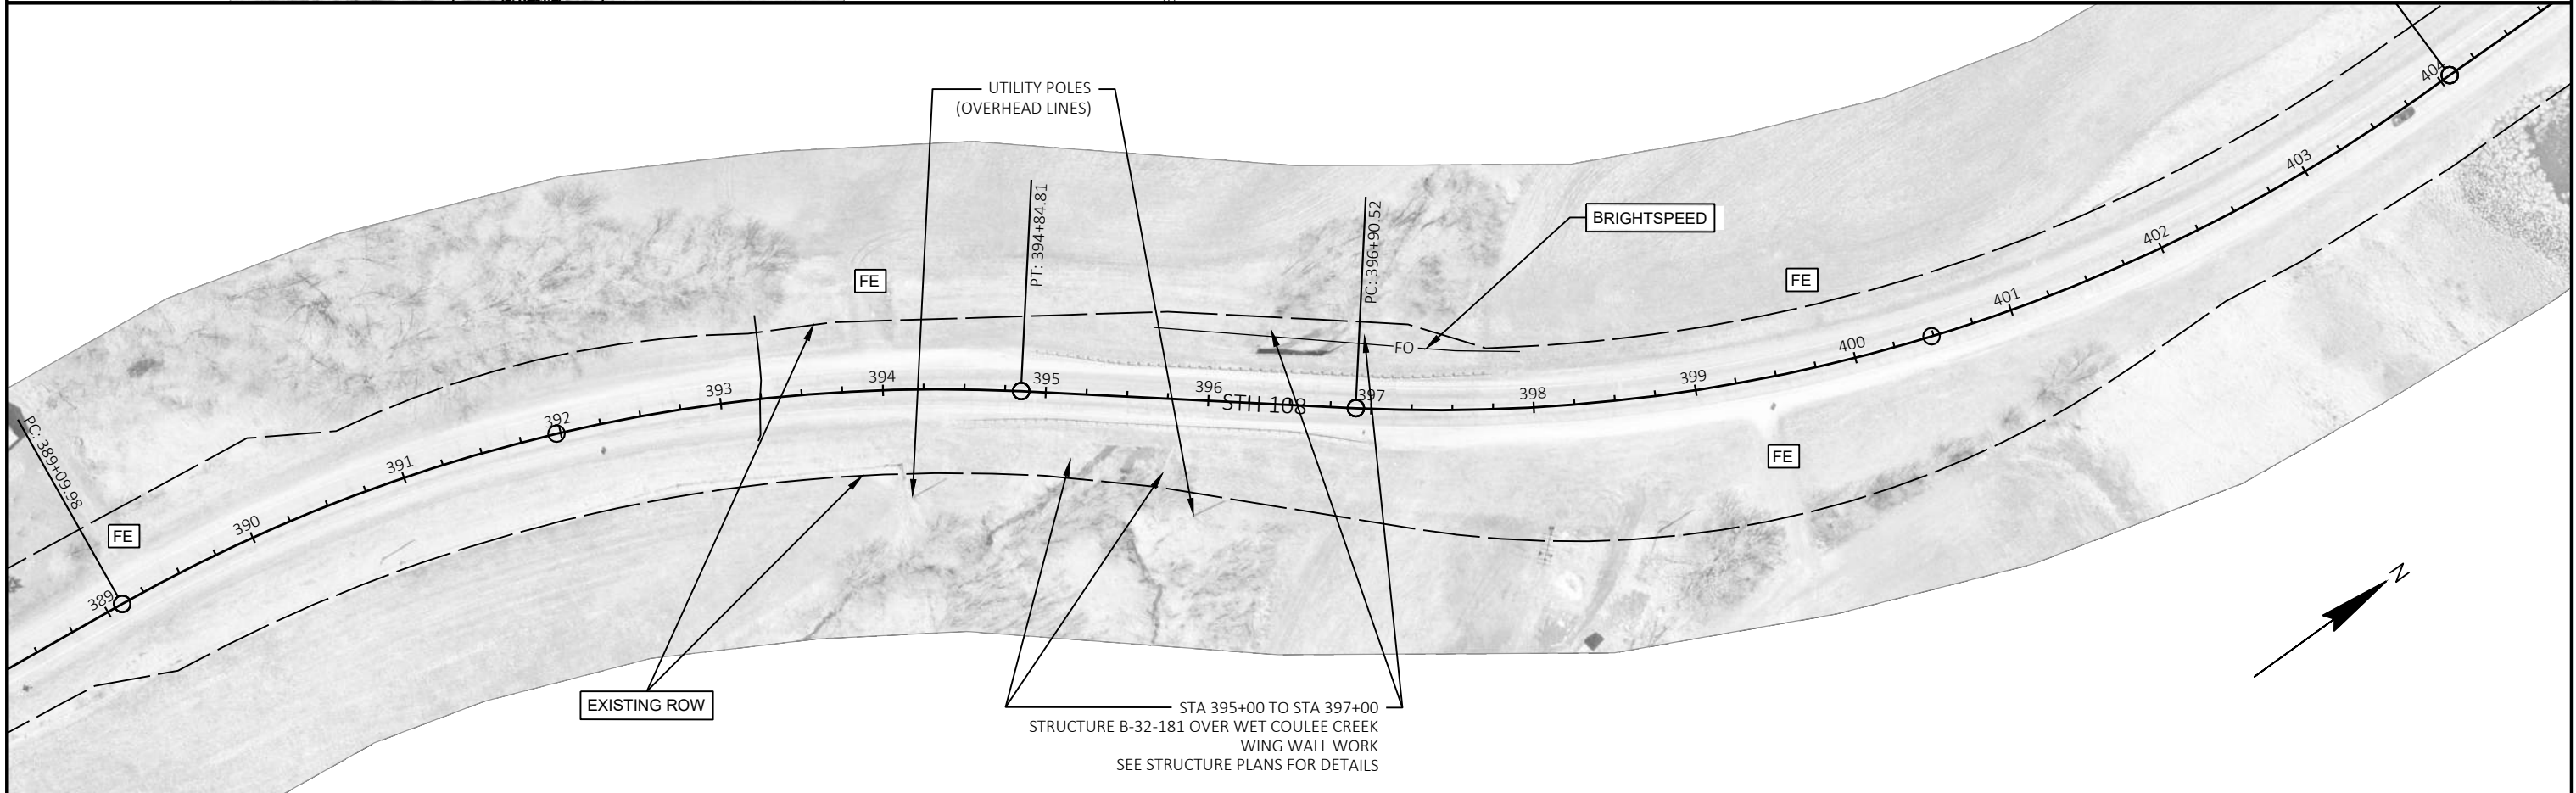 UTILITY POLES
(OVERHEAD LINES)
BRIGHTSPEED
PT: 394+84.81
PC: 396+90.52
PC: 389+09.98
FE
FE
FE
FE
FO
389
390
391
392
393
394
395
396
397
398
399
400
401
402
403
404
STH 108
N
EXISTING ROW
STA 395+00 TO STA 397+00
STRUCTURE B-32-181 OVER WET COULEE CREEK
WING WALL WORK
SEE STRUCTURE PLANS FOR DETAILS